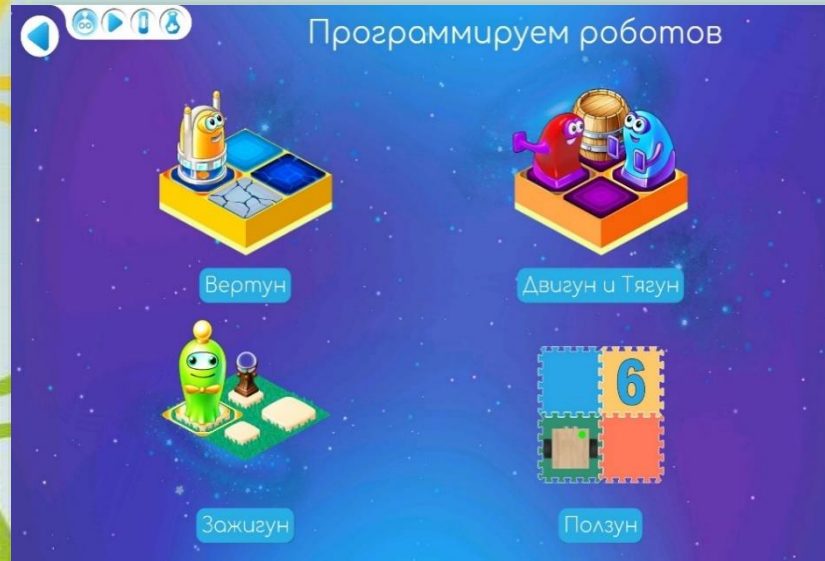 Программируем роботов
Вертун
Двигун и Тягун
6
Зажигун
Ползун